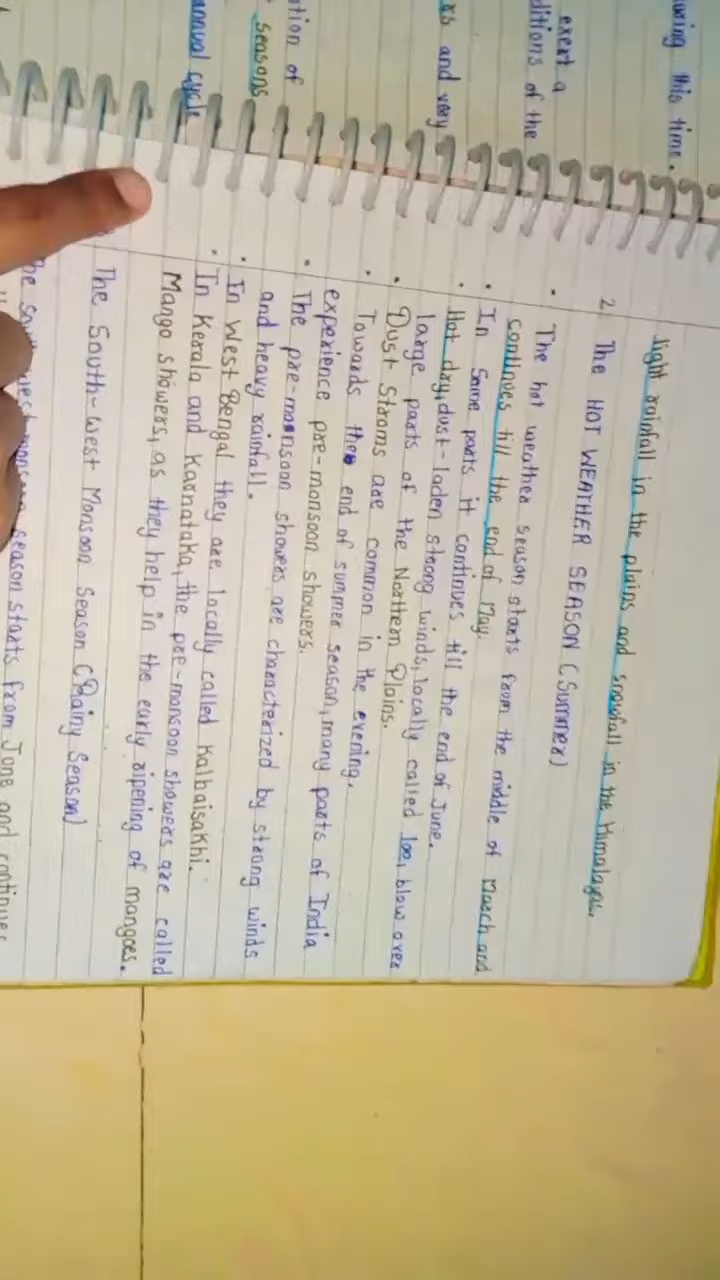 uring this time.
exert a
ditions of the
rs and very
tion of
seasons
annual cycle
light rainfall in the plains and snowfall in the Himalayas.
2. The HOT WEATHER SEASON (Summer)
• The hot weather season starts from the middle of March and
continues till the end of May.
• In Some parts it continues till the end of June.
• Hot dry, dust-laden strong winds, locally called loo, blow over
large parts of the Northern Plains.
• Dust Stroms are common in the evening.
• Towards the end of summer season, many parts of India
experience pre-monsoon showers.
• The pre-monsoon showers are characterized by strong winds
and heavy rainfall.
• In West Bengal they are locally called Kalbaisakhi.
• In Kerala and Karnataka, the pre-monsoon showers are called
Mango showers, as they help in the early ripening of mangoes.
The South-West Monsoon Season (Rainy Season)
season starts from June and continues